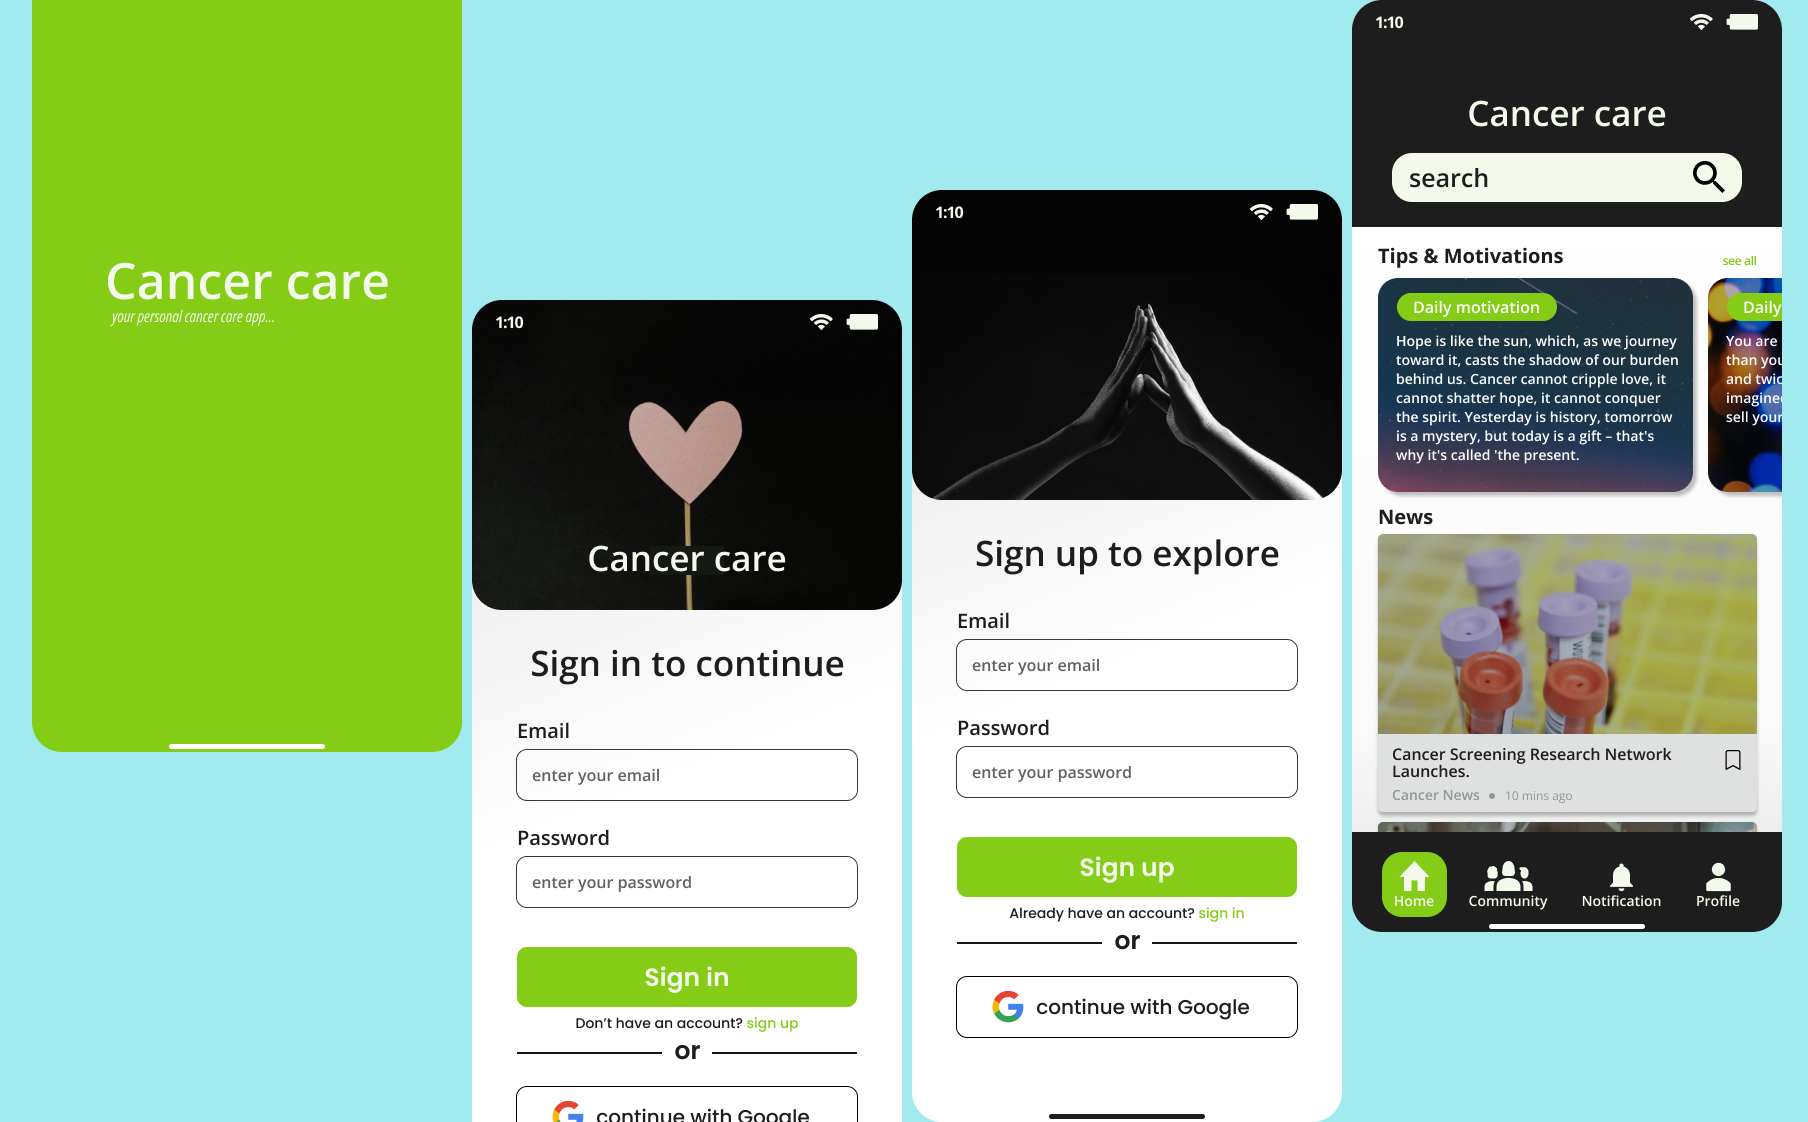 Cancer care
your personal cancer care app...
1:10
Cancer care
Sign in to continue
Email
enter your email
Password
enter your password
Sign in
Don't have an account? sign up
or
continue with Google
1:10
Sign up to explore
Email
enter your email
Password
enter your password
Sign up
Already have an account? sign in
or
continue with Google
1:10
Cancer care
search
Tips & Motivations
see all
Daily motivation
Hope is like the sun, which, as we journey
toward it, casts the shadow of our burden
behind us. Cancer cannot cripple love, it
cannot shatter hope, it cannot conquer
the spirit. Yesterday is history, tomorrow
is a mystery, but today is a gift – that's
why it's called 'the present.
Daily
You are
than you
and twic
imagine
sell your
News
Cancer Screening Research Network
Launches.
Cancer News • 10 mins ago
Home
Community
Notification
Profile